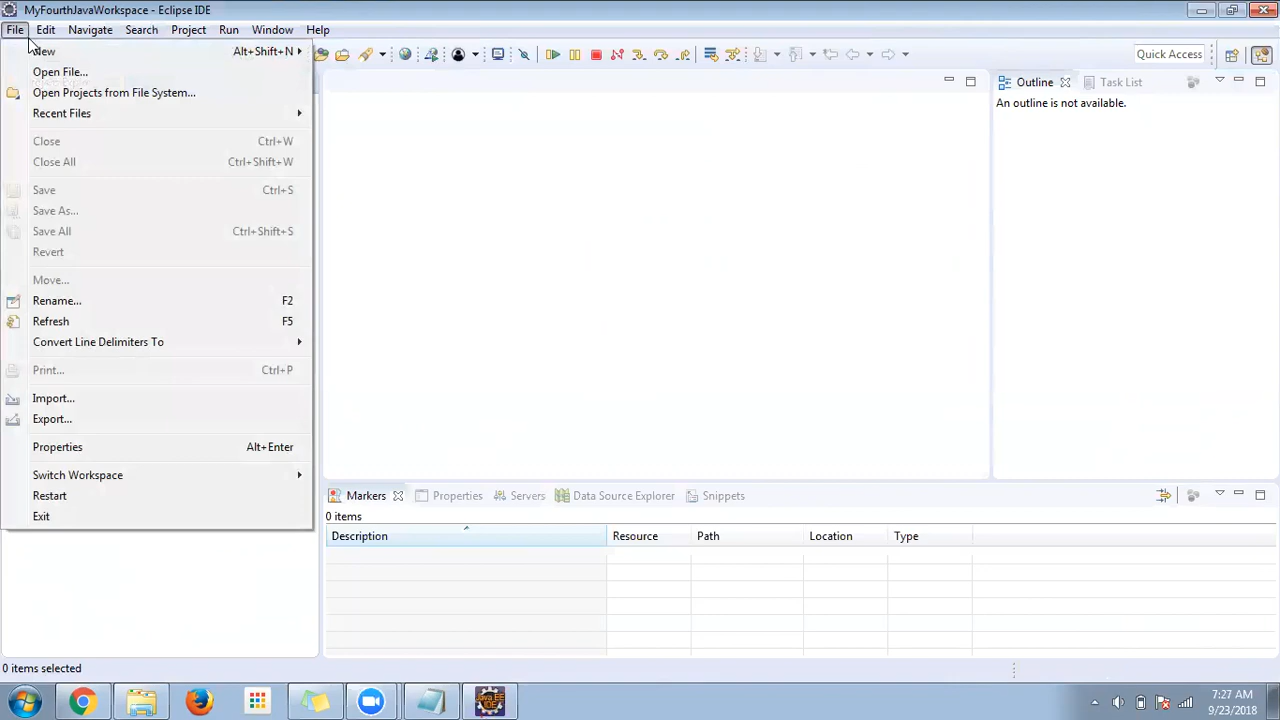 MyFourthJavaWorkspace - Eclipse IDE
File Edit Navigate Search Project Run Window Help
New Alt+Shift+N
Open File...
Open Projects from File System...
Recent Files
Close Ctrl+W
Close All Ctrl+Shift+W
Save Ctrl+S
Save As...
Save All Ctrl+Shift+S
Revert
Move...
Rename... F2
Refresh F5
Convert Line Delimiters To
Print... Ctrl+P
Import...
Export...
Properties Alt+Enter
Switch Workspace
Restart
Exit
Quick Access
Outline Task List
An outline is not available.
Markers Properties Servers Data Source Explorer Snippets
0 items
Description Resource Path Location Type
0 items selected
Java EE
IDE
7:27 AM
9/23/2018